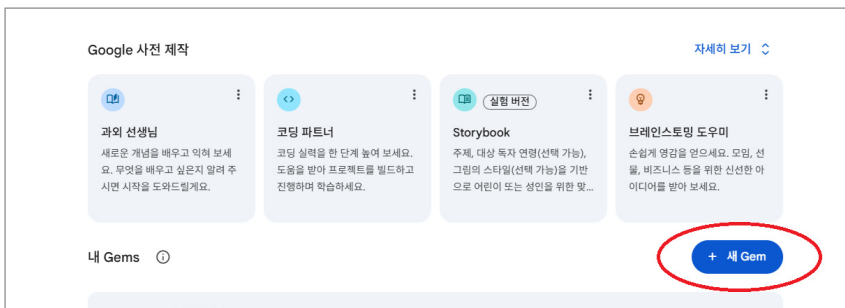 Google 사전 제작
자세히 보기
실험 버전
과외 선생님
새로운 개념을 배우고 익혀 보세
요. 무엇을 배우고 싶은지 알려 주
시면 시작을 도와드릴게요.
코딩 파트너
코딩 실력을 한 단계 높여 보세요.
도움을 받아 프로젝트를 빌드하고
진행하며 학습하세요.
Storybook
주제, 대상 독자 연령(선택 가능),
그림의 스타일(선택 가능)을 기반
으로 어린이 또는 성인을 위한 맞...
브레인스토밍 도우미
손쉽게 영감을 얻으세요. 모임, 선
물, 비즈니스 등을 위한 신선한 아
이디어를 받아 보세요.
내 Gems
+ 새 Gem